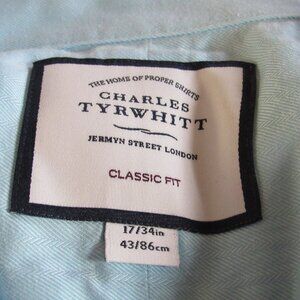 THE HOME OF PROPER SHIRTS
CHARLES
TYRWHITT
JERMYN STREET LONDON
CLASSIC FIT
17/34in
43/86cm